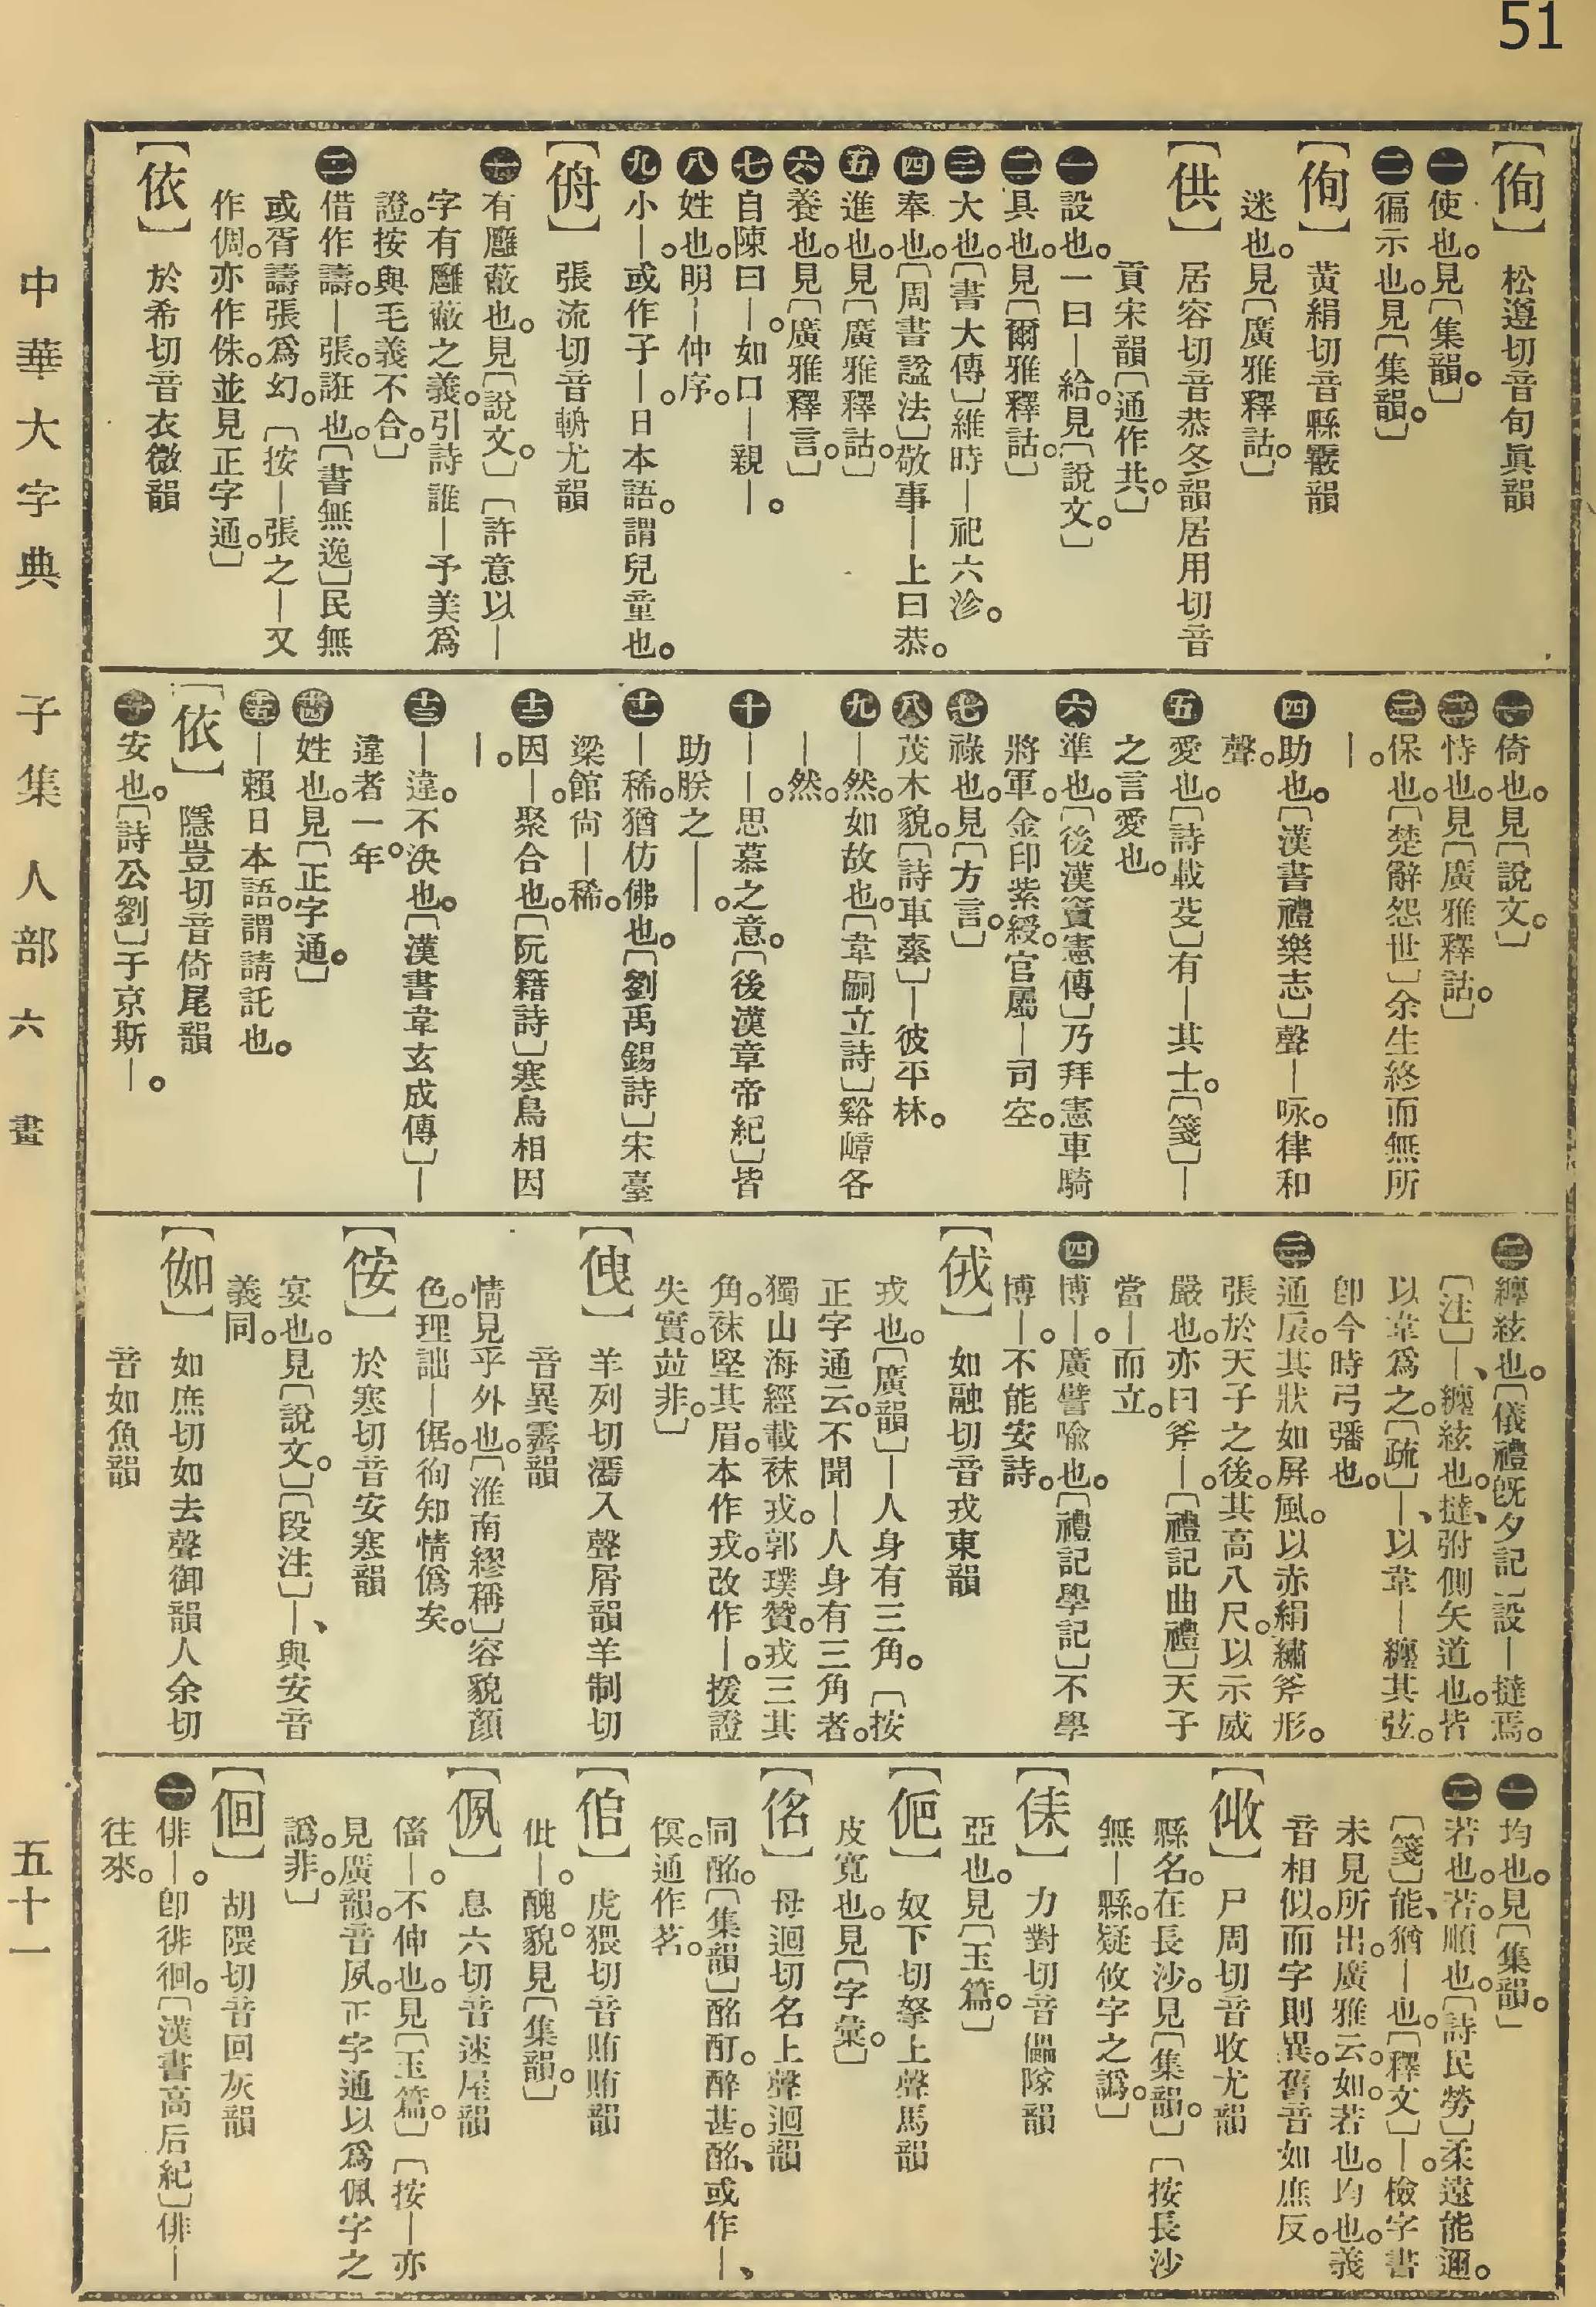 51
【侚】松遵切音旬眞韻
㊀使也。見〔集韻。〕
㊁徧示也。見〔集韻。〕
【侚】黃絹切音縣霰韻
迷也。見〔廣雅釋詁。〕
【供】居容切音恭冬韻居用切音
貢宋韻〔通作共。〕
㊀設也。一曰｜給。見〔說文。〕
㊁具也。見〔爾雅釋詁。〕
㊂大也。〔書大傳〕維時｜祀六沴。
㊃奉也。〔周書諡法〕敬事｜上曰恭。
㊄進也。見〔廣雅釋詁。〕
㊅養也。見〔廣雅釋言。〕
㊆自陳曰｜。如口｜親｜。
㊇姓也。明｜仲序。
㊈小｜。或作子｜。日本語。謂兒童也。
【侜】張流切音輈尤韻
㊀有廱蔽也。見〔說文。〕〔許意以｜
字有廱蔽之義。引詩誰｜予美爲
證。按與毛義不合。〕
㊁借作譸。｜張。誑也。〔書無逸〕民無
或胥譸張爲幻。〔按｜張之｜又
作倜。亦作侏。並見正字通。〕
【依】於希切音衣微韻
㊀倚也。見〔說文。〕
㊁恃也。見〔廣雅釋詁。〕
㊂保也。〔楚辭怨世〕余生終而無所
｜。
㊃助也。〔漢書禮樂志〕聲｜咏。律和
聲。
㊄愛也。〔詩載芟〕有｜其士。〔箋〕｜
之言愛也。
㊅準也。〔後漢竇憲傳〕乃拜憲車騎
將軍。金印紫綬。官屬｜司空。
㊆祿也。見〔方言。〕
㊇茂木貌。〔詩車舝〕｜彼平林。
㊈｜然。如故也。〔韋嗣立詩〕谿嶂各
｜然。
㊉｜｜。思慕之意。〔後漢章帝紀〕皆
助朕之｜｜。
十一｜稀。猶仿佛也。〔劉禹錫詩〕宋臺
梁館尙｜稀。
十二因｜。聚合也。〔阮籍詩〕寒鳥相因
｜。
十三｜違。不決也。〔漢書韋玄成傳〕｜
違者一年。
十四姓也。見〔正字通。〕
十五｜賴。日本語。謂請託也。
【依】隱豈切音倚尾韻
㊀安也。〔詩公劉〕于京斯｜。
㊁纏絃也。〔儀禮旣夕記〕設｜撻焉。
〔注〕｜、纏絃也。撻、弣側矢道也。皆
以韋爲之。〔疏〕｜、以韋｜纏其弦。
卽今時弓䪜也。
㊂通扆。其狀如屏風。以赤絹繡斧形。
張於天子之後。其高八尺。以示威
嚴也。亦曰斧｜。〔禮記曲禮〕天子
當｜而立。
㊃博｜。廣譬喩也。〔禮記學記〕不學
博｜。不能安詩。
【㑜】如融切音戎東韻
戎也。〔廣韻〕｜人身有三角。〔按
正字通云。不聞｜人身有三角者。
獨山海經載䄛戎。郭璞贊。戎三其
角。䄛堅其眉。本作戎。改作｜。援證
失實。並非。〕
【𠈓】羊列切㵝入聲屑韻羊制切
音異霽韻
情見乎外也。〔淮南繆稱〕容貌顏
色。理詘｜倨。徇知情僞矣。
【侒】於寒切音安寒韻
宴也。見〔說文。〕〔段注〕｜、與安音
義同。
【侞】如庶切如去聲御韻人余切
音如魚韻
㊀均也。見〔集韻。〕
㊁若也。若、順也。〔詩民勞〕柔遠能邇。
〔箋〕能、猶｜也。〔釋文〕｜。檢字書
未見所出。廣雅云。如。若也。均也。義
音相似。而字則異。舊音如庶反。
【𠈅】尸周切音收尤韻
縣名。在長沙。見〔集韻。〕〔按長沙
無｜縣。疑攸字之譌。〕
【㑍】力對切音儡隊韻
亞也。見〔玉篇。〕
【𠈍】奴下切拏上聲馬韻
皮寬也。見〔字彙。〕
【佲】母迥切名上聲迥韻
同酩。〔集韻〕酩酊。醉甚。酩、或作｜、
慏。通作茗。
【㑗】虎猥切音賄賄韻
仳｜。醜貌。見〔集韻。〕
【㑉】息六切音速屋韻
傗｜。不伸也。見〔玉篇。〕〔按｜亦
見廣韻。音夙。正字通以爲佩字之
譌。非。〕
【佪】胡隈切音回灰韻
㊀俳｜。卽徘徊。〔漢書高后紀〕俳｜
往來。
中華大字典　子集　人部　六畫
五十一